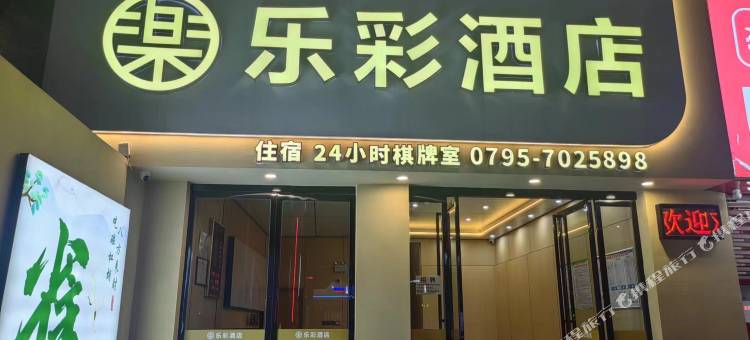 樂 乐彩酒店
住宿 24小时棋牌室 0795-7025898
欢迎
携程旅行
乐彩酒店
乐彩酒店